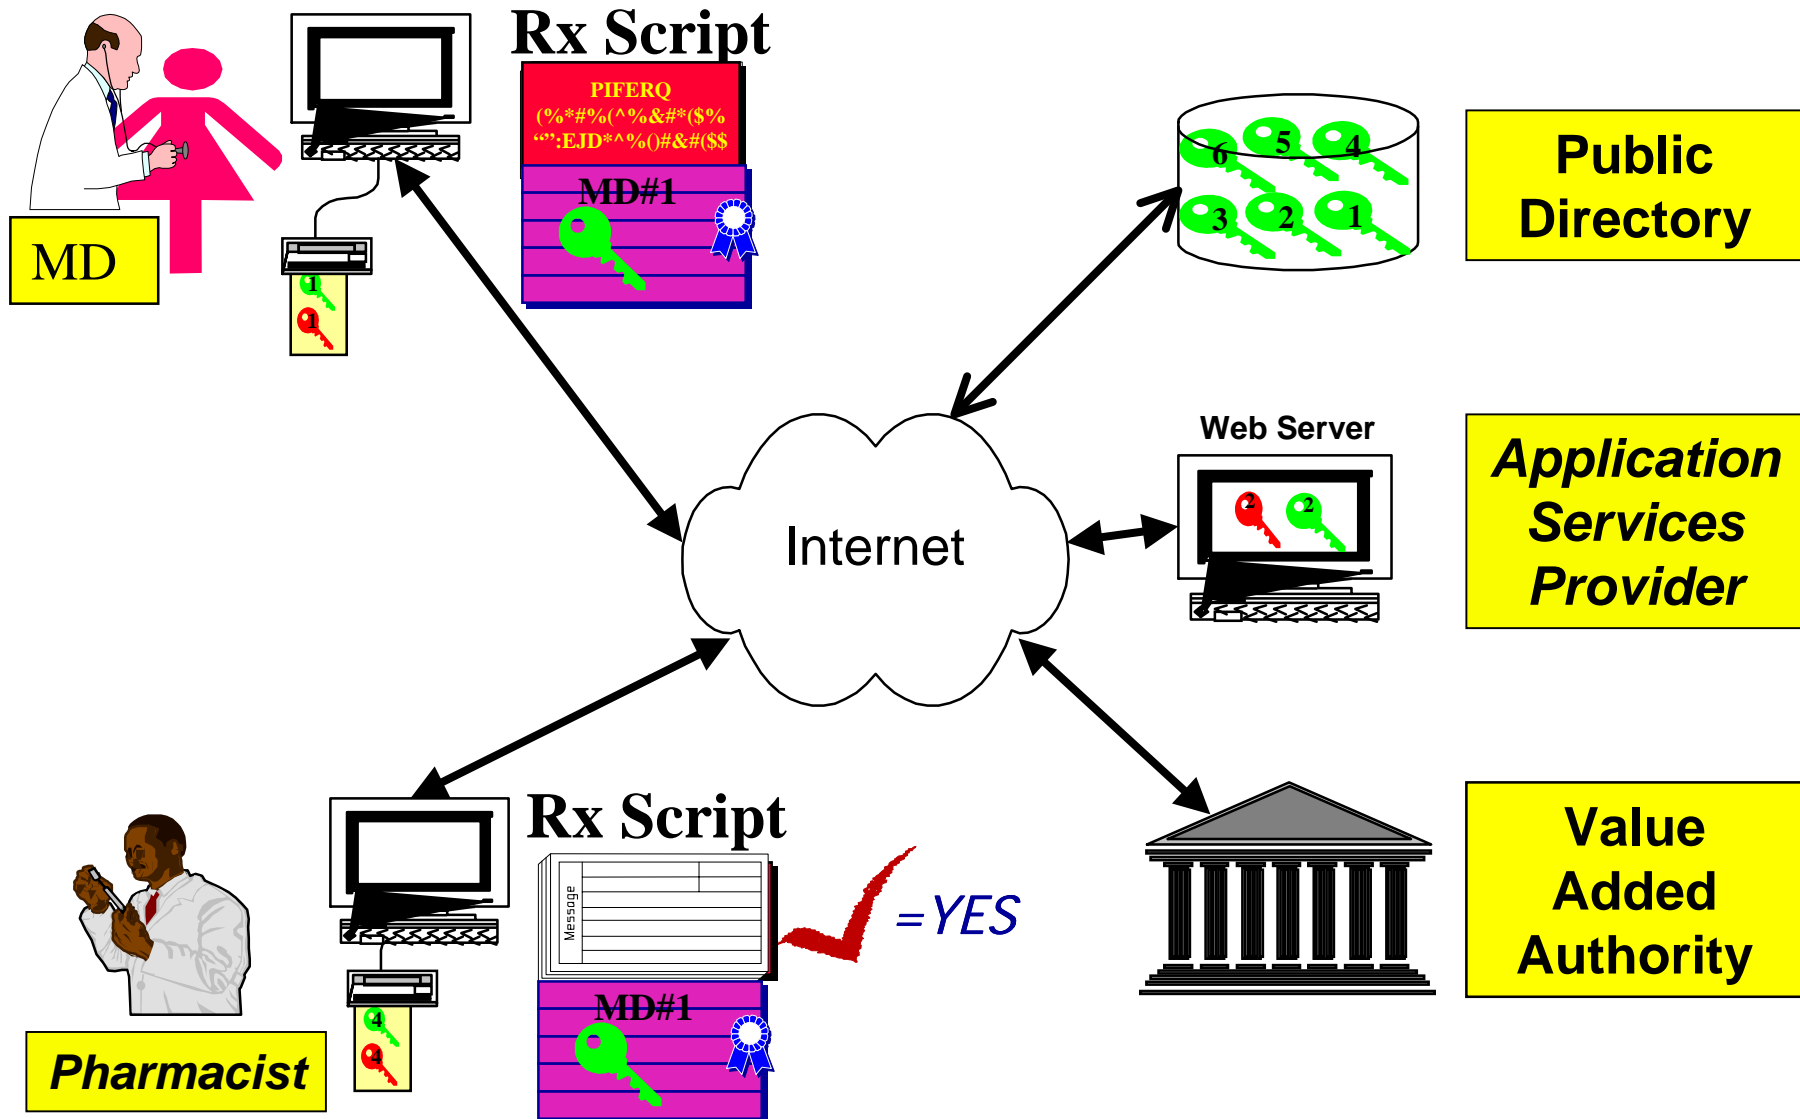 Rx Script
PIFERQ
(%*#%(^%&#*($%
“”:EJD*^%()#&#($$
MD#1
MD
1
1
6 5 4
3 2 1
Public
Directory
Web Server
2 2
Application
Services
Provider
Internet
Rx Script
Message
=YES
MD#1
4
4
Pharmacist
Value
Added
Authority